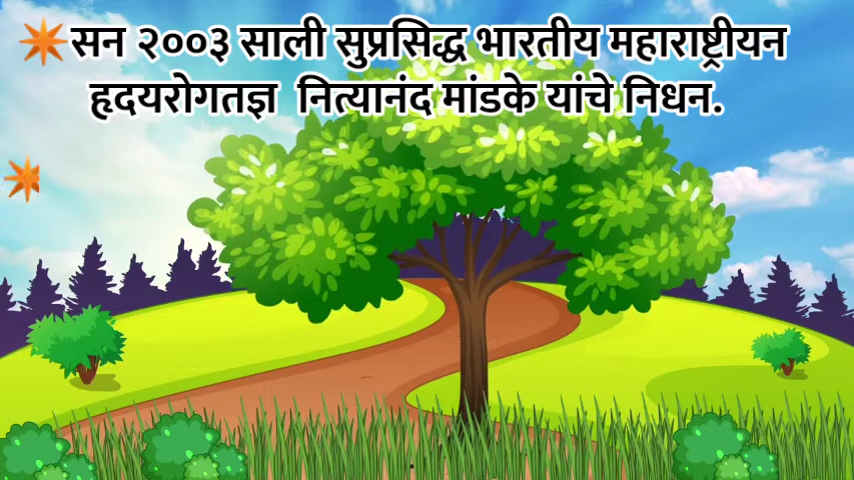 सन २००३ साली सुप्रसिद्ध भारतीय महाराष्ट्रीयन
हृदयरोगतज्ञ नित्यानंद मांडके यांचे निधन.